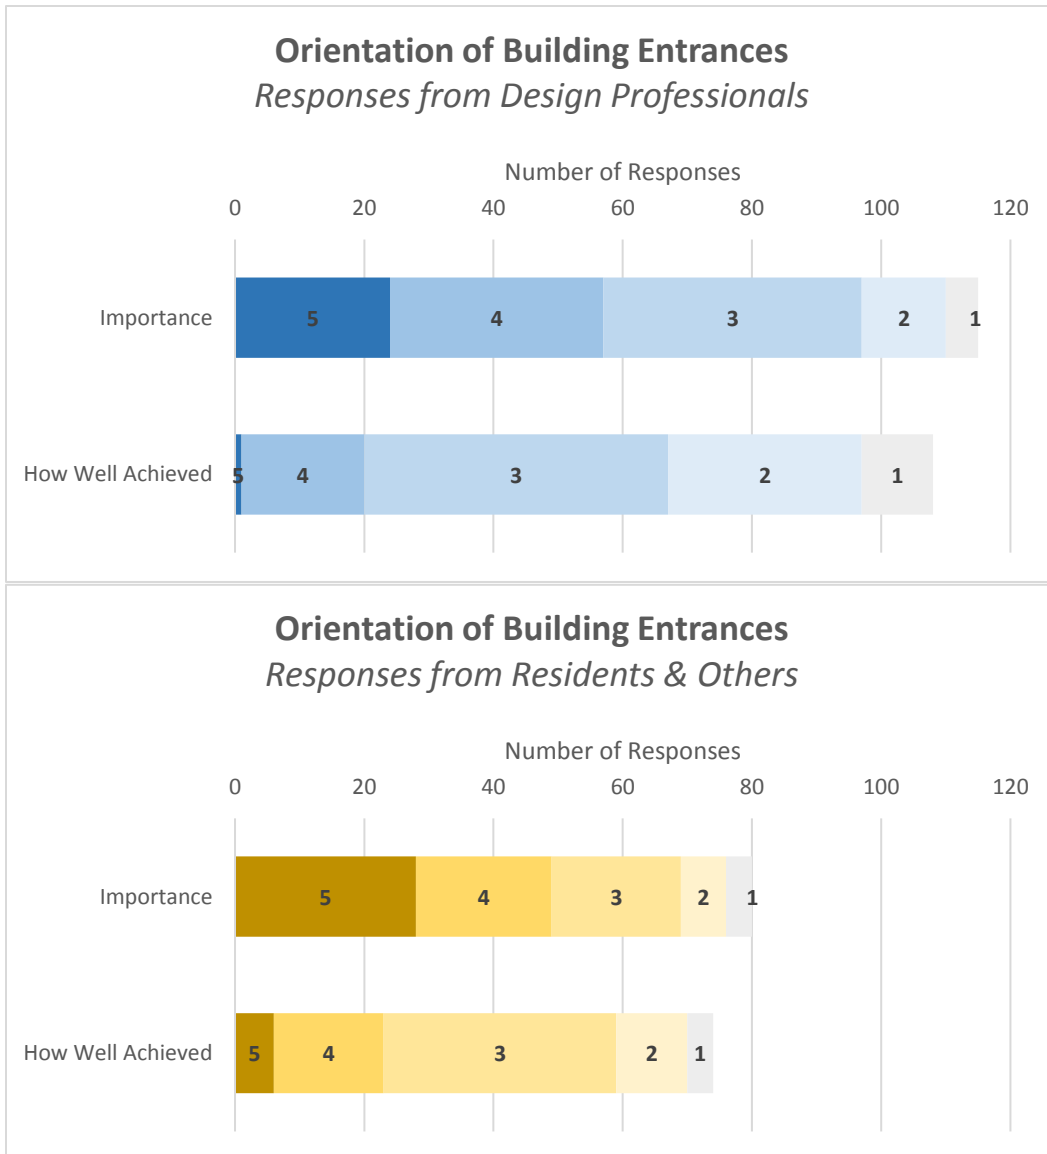 Orientation of Building Entrances
Responses from Design Professionals
Number of Responses
0 20 40 60 80 100 120
Importance 5 4 3 2 1
How Well Achieved 5 4 3 2 1
Orientation of Building Entrances
Responses from Residents & Others
Number of Responses
0 20 40 60 80 100 120
Importance 5 4 3 2 1
How Well Achieved 5 4 3 2 1